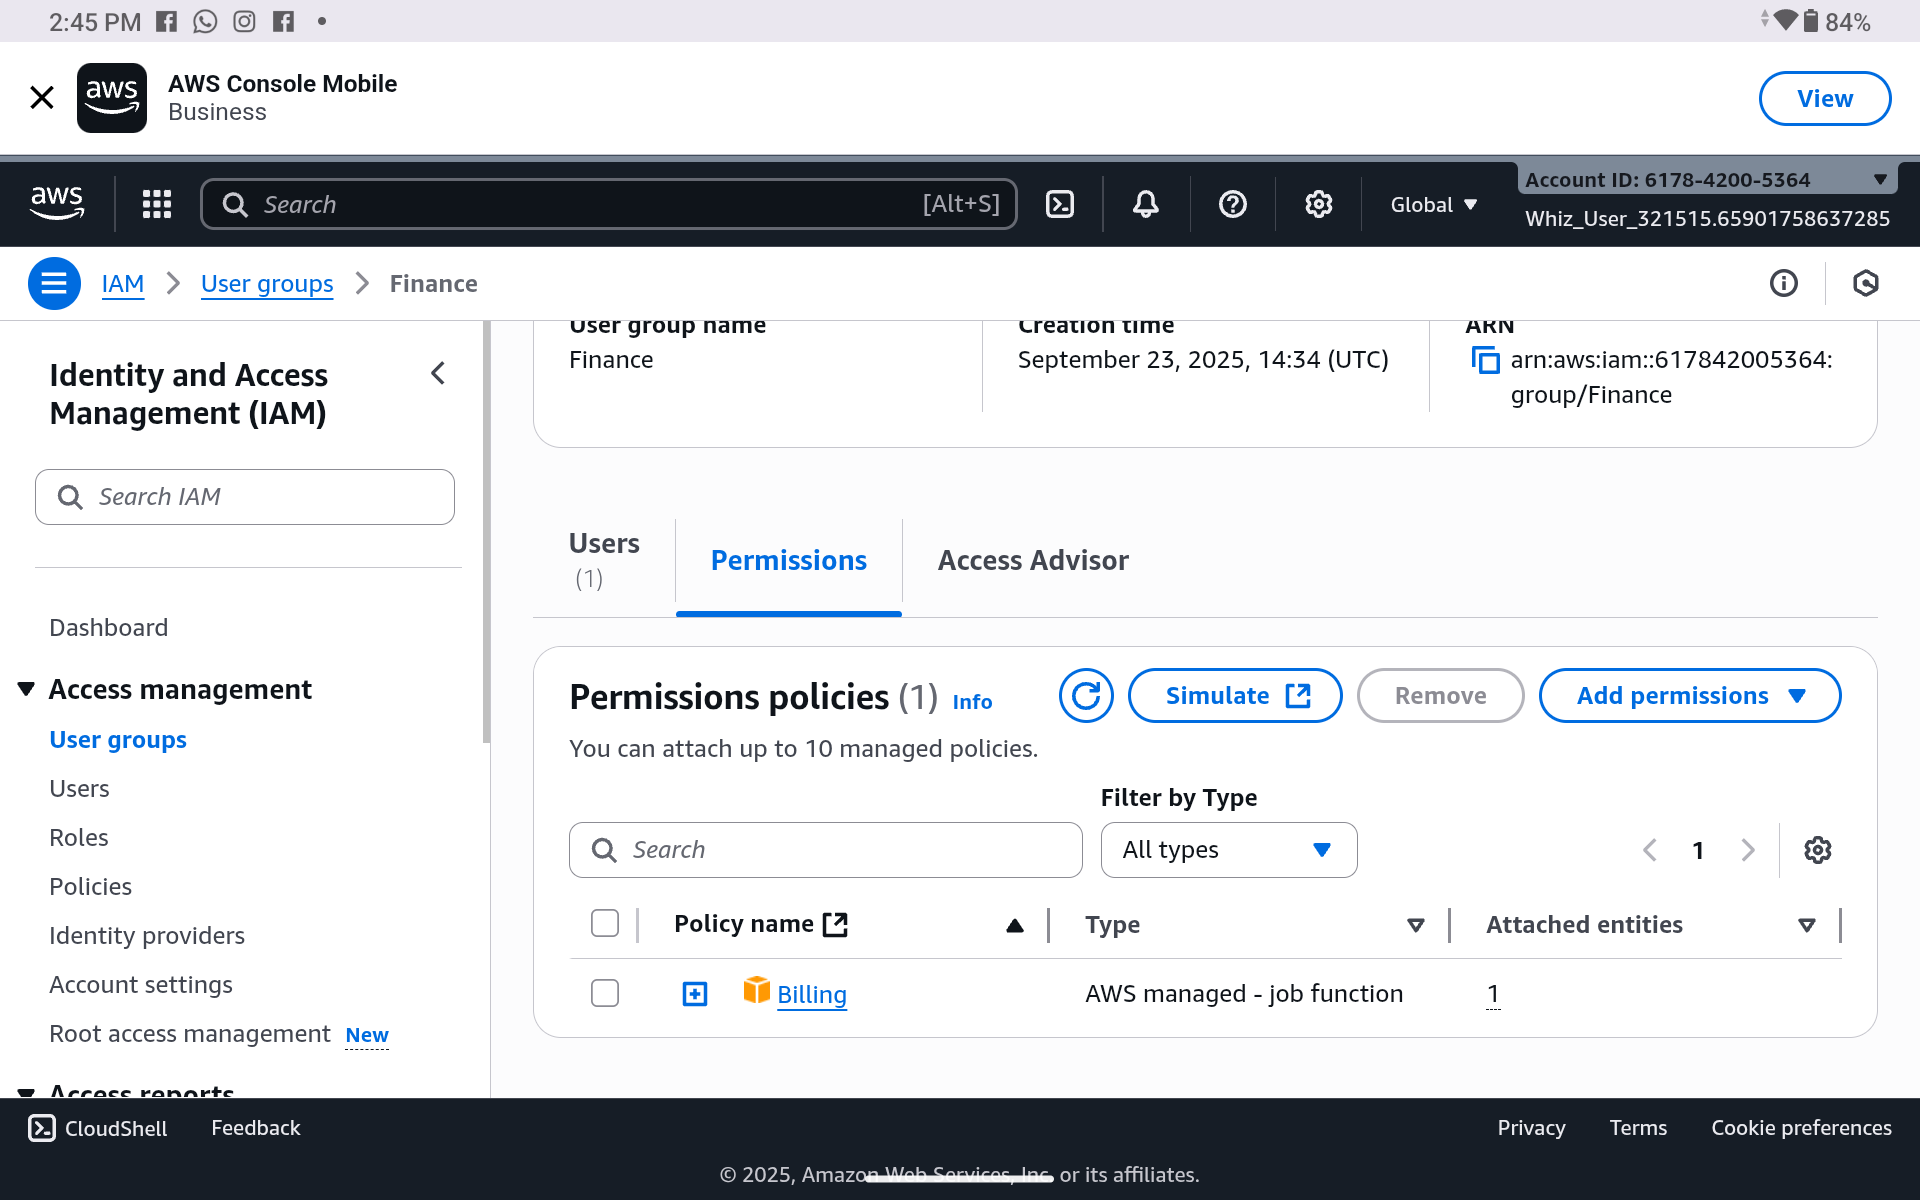 2:45 PM
84%
aws
AWS Console Mobile
Business
View
aws
Search
[Alt+S]
Global
Account ID: 6178-4200-5364
Whiz_User_321515.65901758637285
IAM
User groups
Finance
Identity and Access
Management (IAM)
Search IAM
Dashboard
Access management
User groups
Users
Roles
Policies
Identity providers
Account settings
Root access management New
Access reports
User group name
Finance
Creation time
September 23, 2025, 14:34 (UTC)
ARN
arn:aws:iam::617842005364:
group/Finance
Users
(1)
Permissions
Access Advisor
Permissions policies (1) Info
Simulate
Remove
Add permissions
You can attach up to 10 managed policies.
Filter by Type
Search
All types
1
Policy name
Type
Attached entities
Billing
AWS managed - job function
1
CloudShell
Feedback
Privacy
Terms
Cookie preferences
© 2025, Amazon Web Services, Inc. or its affiliates.